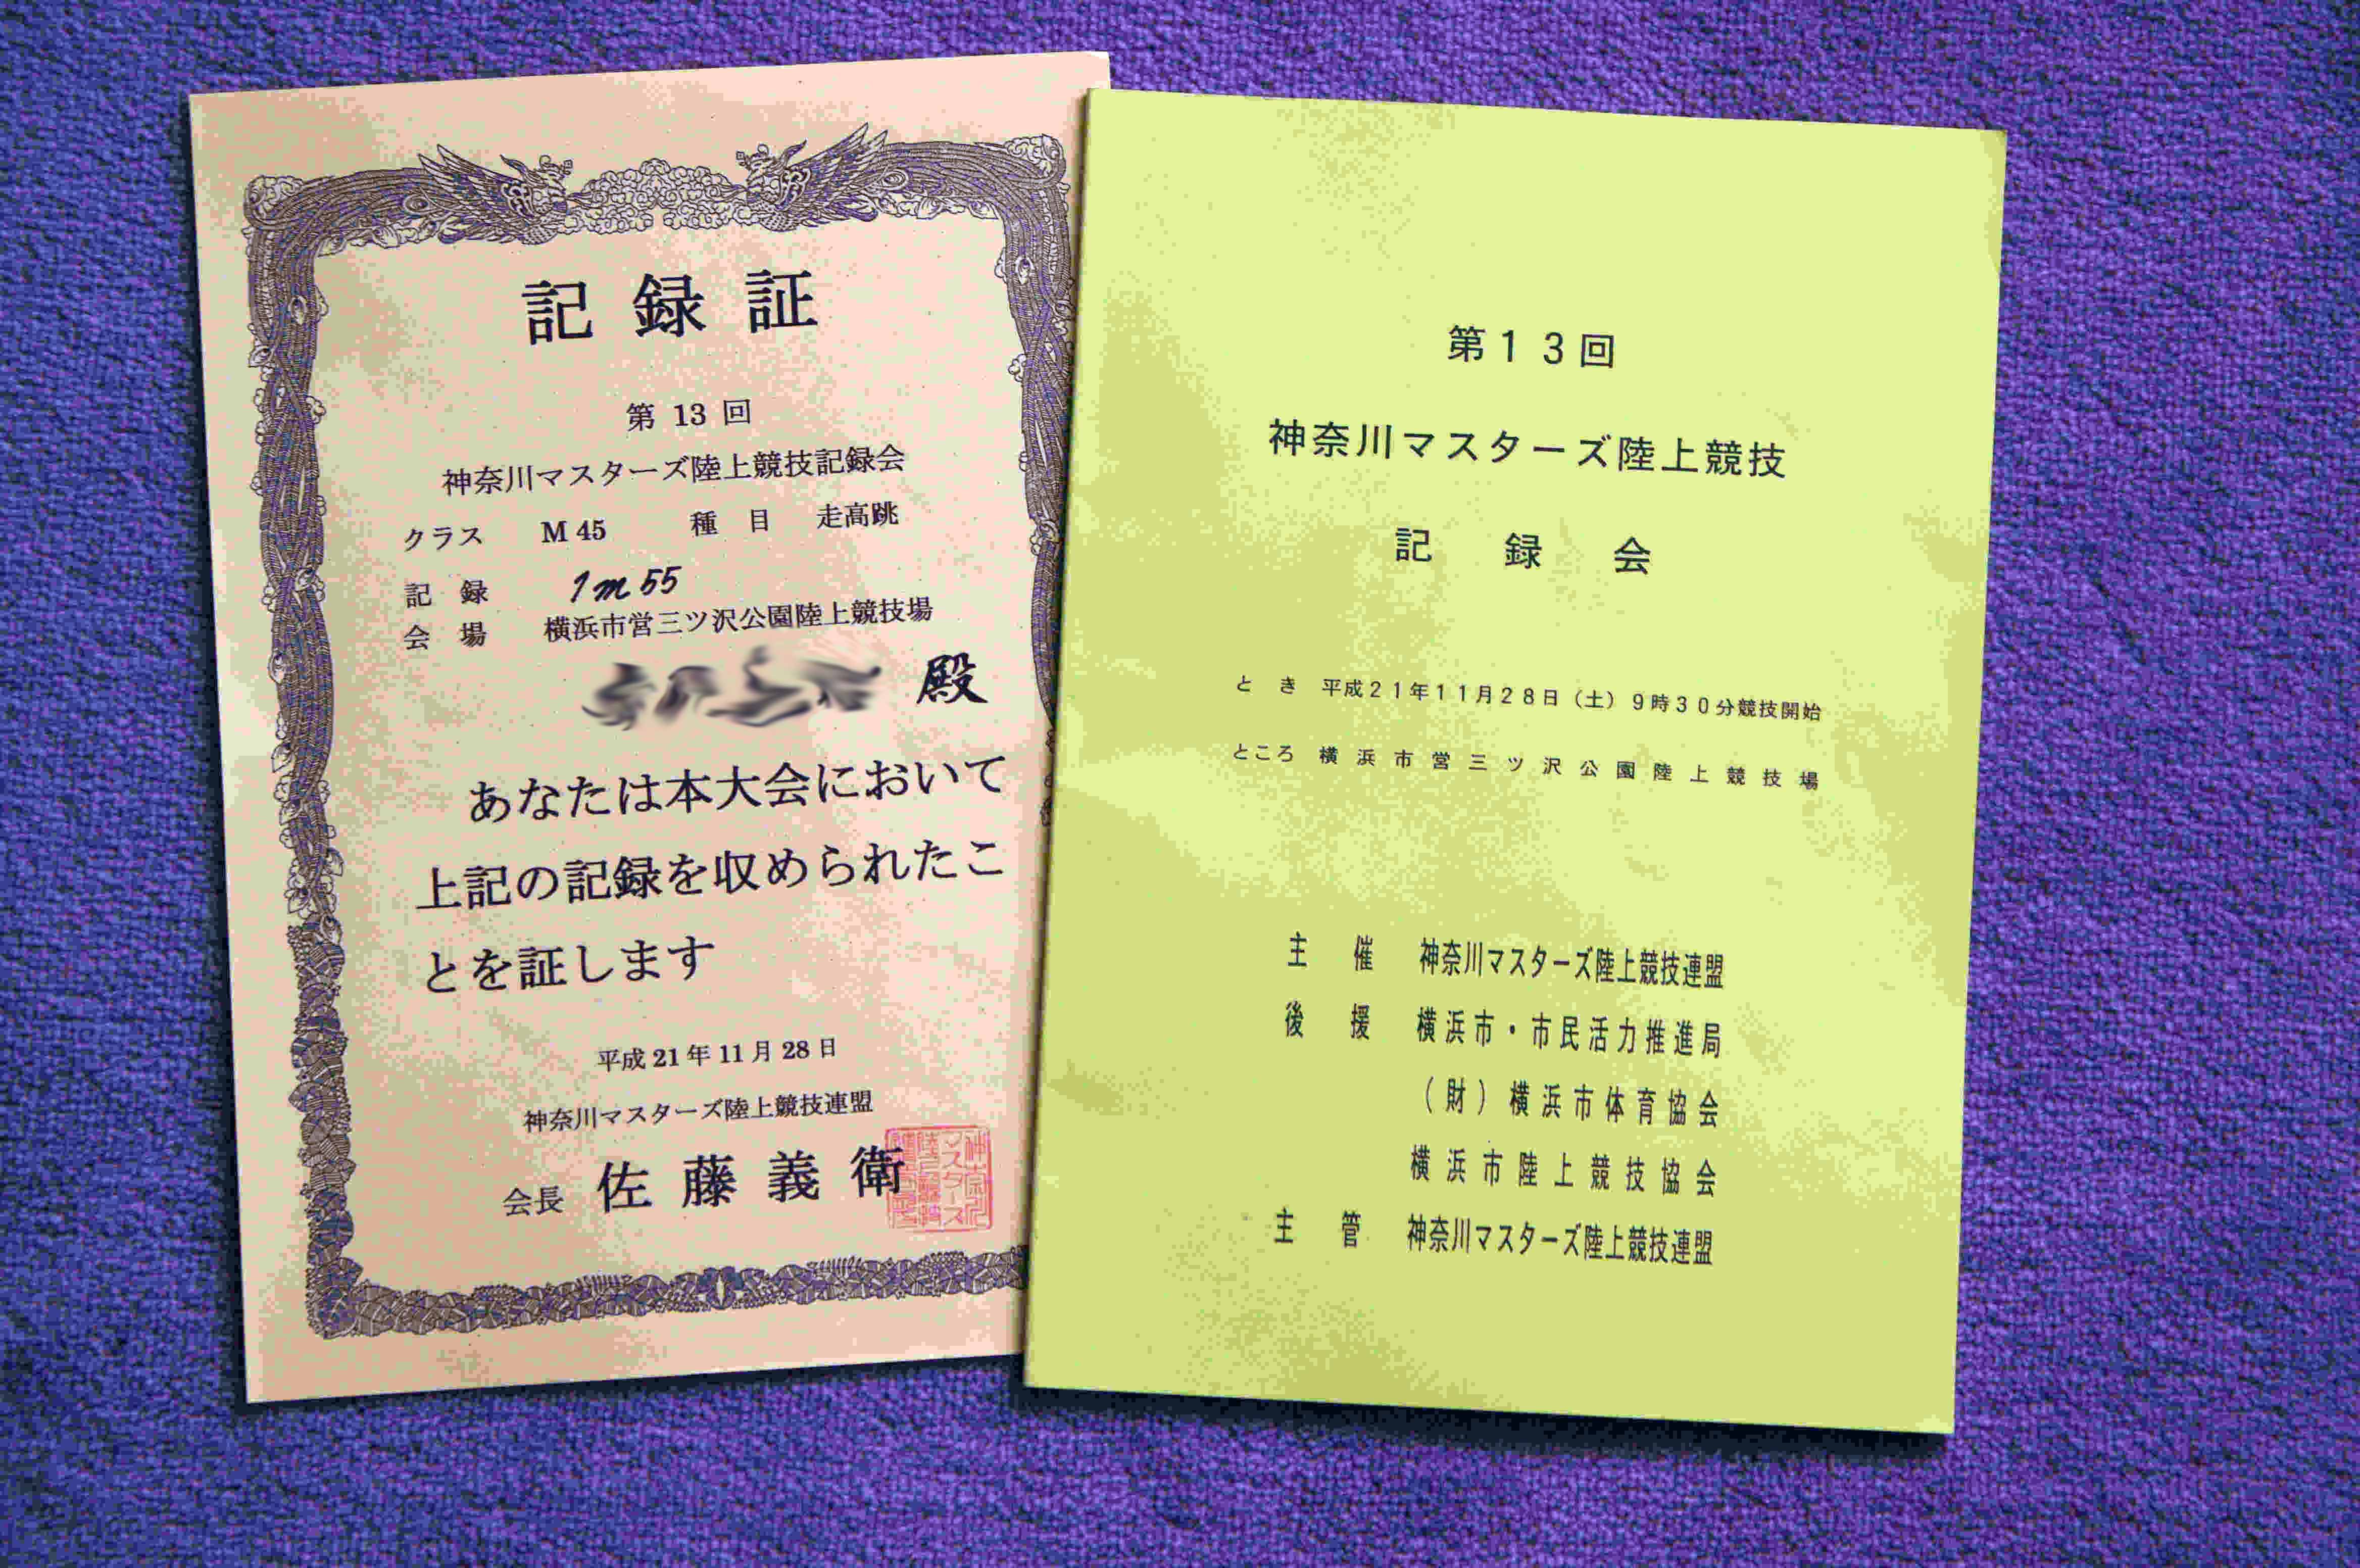 記録証
第 13 回
神奈川マスターズ陸上競技記録会
クラス M 45 種 目 走高跳
記 録 1m55
会 場 横浜市営三ツ沢公園陸上競技場
殿
あなたは本大会において
上記の記録を収められたこ
とを証します
平成 21 年 11 月 28 日
神奈川マスターズ陸上競技連盟
会長 佐藤義衛
第13回
神奈川マスターズ陸上競技
記 録 会
と き 平成21年11月28日(土)9時30分競技開始
ところ 横浜市営三ツ沢公園陸上競技場
主 催 神奈川マスターズ陸上競技連盟
後 援 横浜市・市民活力推進局
(財)横浜市体育協会
横浜市陸上競技協会
主 管 神奈川マスターズ陸上競技連盟